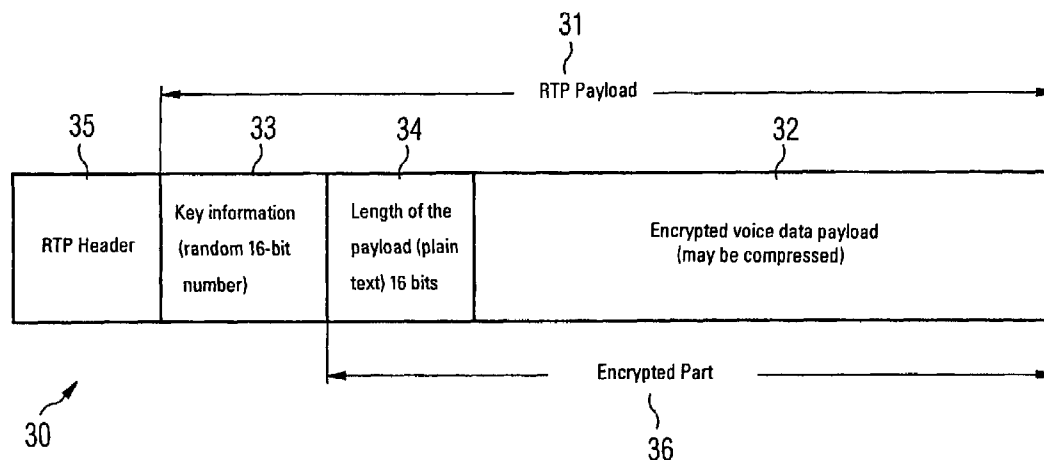 31
RTP Payload
35
33
34
32
RTP Header
Key information
(random 16-bit
number)
Length of the
payload (plain
text) 16 bits
Encrypted voice data payload
(may be compressed)
Encrypted Part
30
36